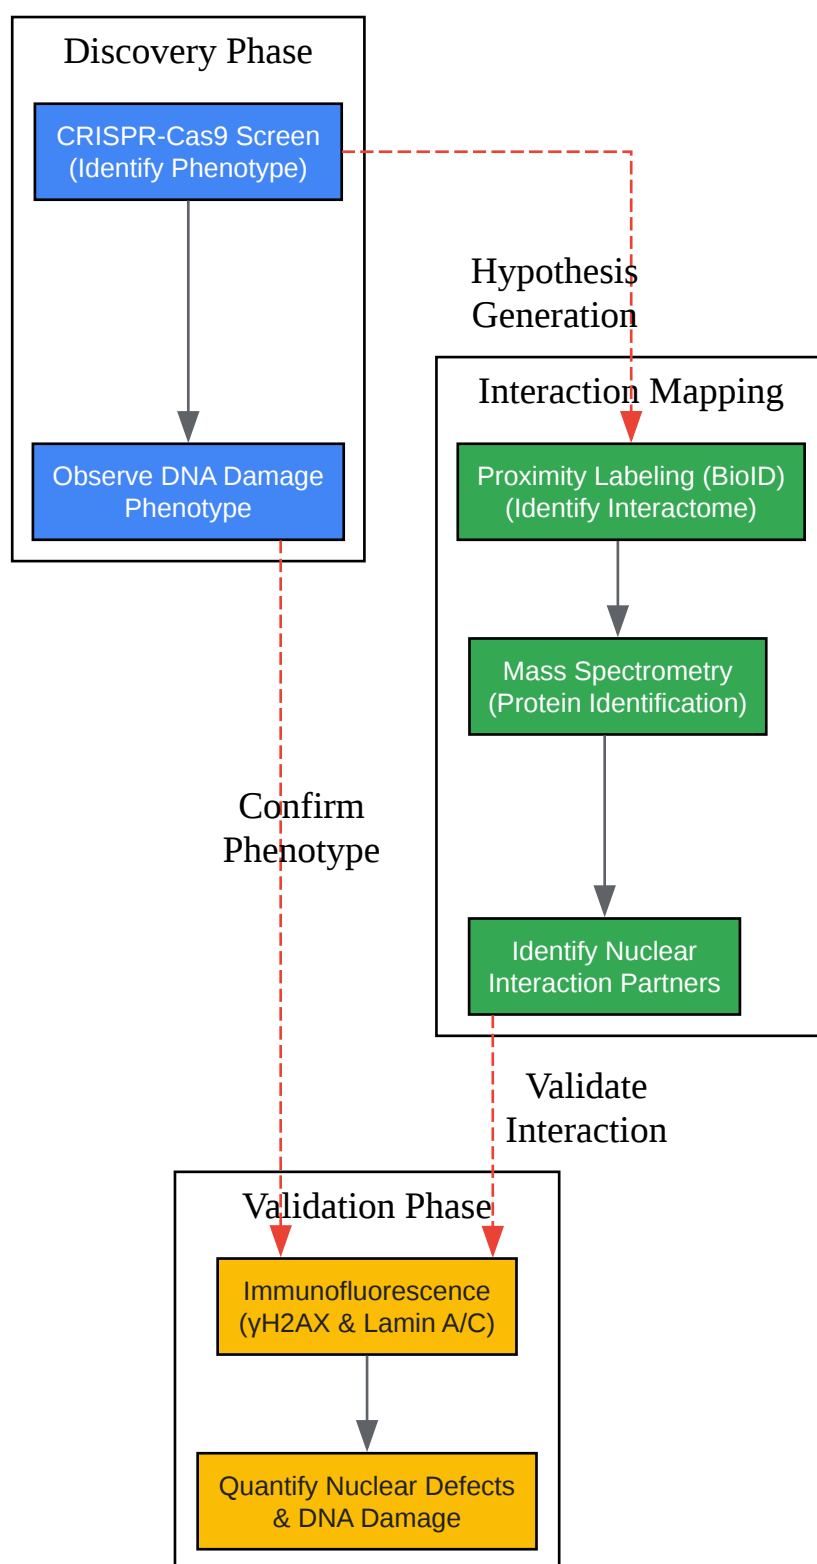 Discovery Phase
CRISPR-Cas9 Screen
(Identify Phenotype)
Observe DNA Damage
Phenotype
Hypothesis
Generation
Interaction Mapping
Proximity Labeling (BioID)
(Identify Interactome)
Mass Spectrometry
(Protein Identification)
Identify Nuclear
Interaction Partners
Confirm
Phenotype
Validate
Interaction
Validation Phase
Immunofluorescence
(γH2AX & Lamin A/C)
Quantify Nuclear Defects
& DNA Damage